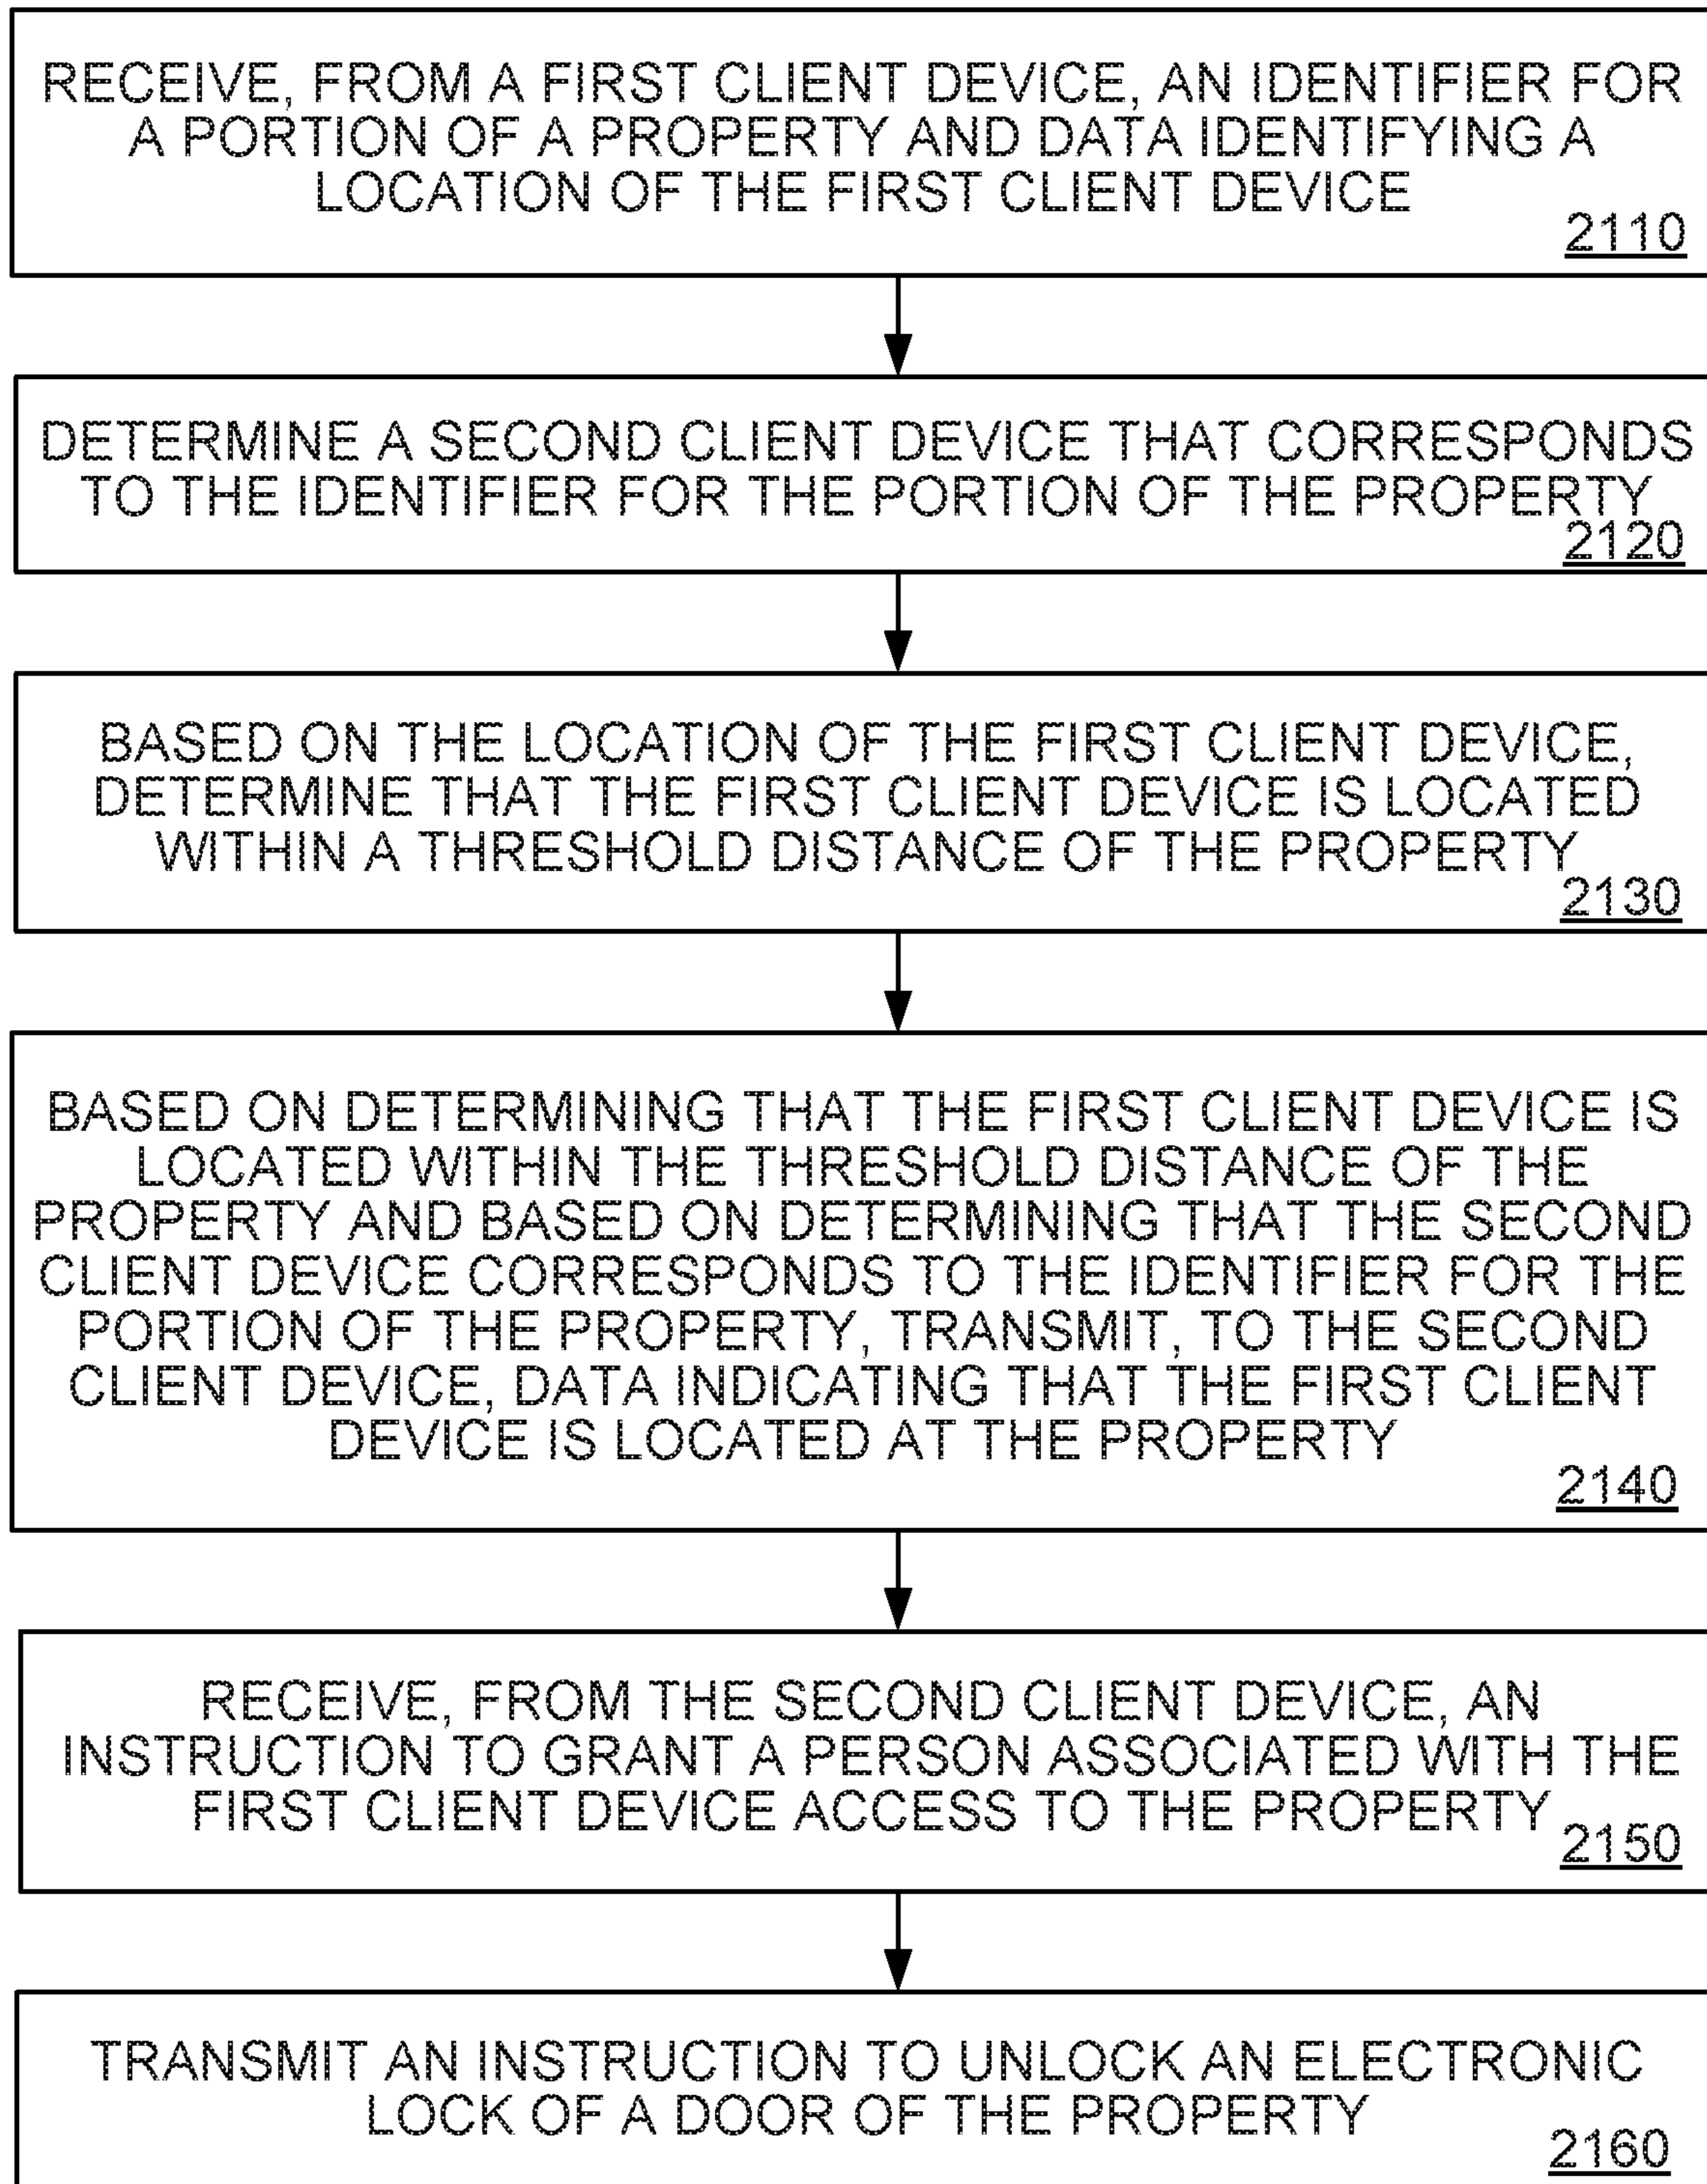 RECEIVE, FROM A FIRST CLIENT DEVICE, AN IDENTIFIER FOR
A PORTION OF A PROPERTY AND DATA IDENTIFYING A
LOCATION OF THE FIRST CLIENT DEVICE
2110
DETERMINE A SECOND CLIENT DEVICE THAT CORRESPONDS
TO THE IDENTIFIER FOR THE PORTION OF THE PROPERTY
2120
BASED ON THE LOCATION OF THE FIRST CLIENT DEVICE,
DETERMINE THAT THE FIRST CLIENT DEVICE IS LOCATED
WITHIN A THRESHOLD DISTANCE OF THE PROPERTY
2130
BASED ON DETERMINING THAT THE FIRST CLIENT DEVICE IS
LOCATED WITHIN THE THRESHOLD DISTANCE OF THE
PROPERTY AND BASED ON DETERMINING THAT THE SECOND
CLIENT DEVICE CORRESPONDS TO THE IDENTIFIER FOR THE
PORTION OF THE PROPERTY, TRANSMIT, TO THE SECOND
CLIENT DEVICE, DATA INDICATING THAT THE FIRST CLIENT
DEVICE IS LOCATED AT THE PROPERTY
2140
RECEIVE, FROM THE SECOND CLIENT DEVICE, AN
INSTRUCTION TO GRANT A PERSON ASSOCIATED WITH THE
FIRST CLIENT DEVICE ACCESS TO THE PROPERTY
2150
TRANSMIT AN INSTRUCTION TO UNLOCK AN ELECTRONIC
LOCK OF A DOOR OF THE PROPERTY
2160